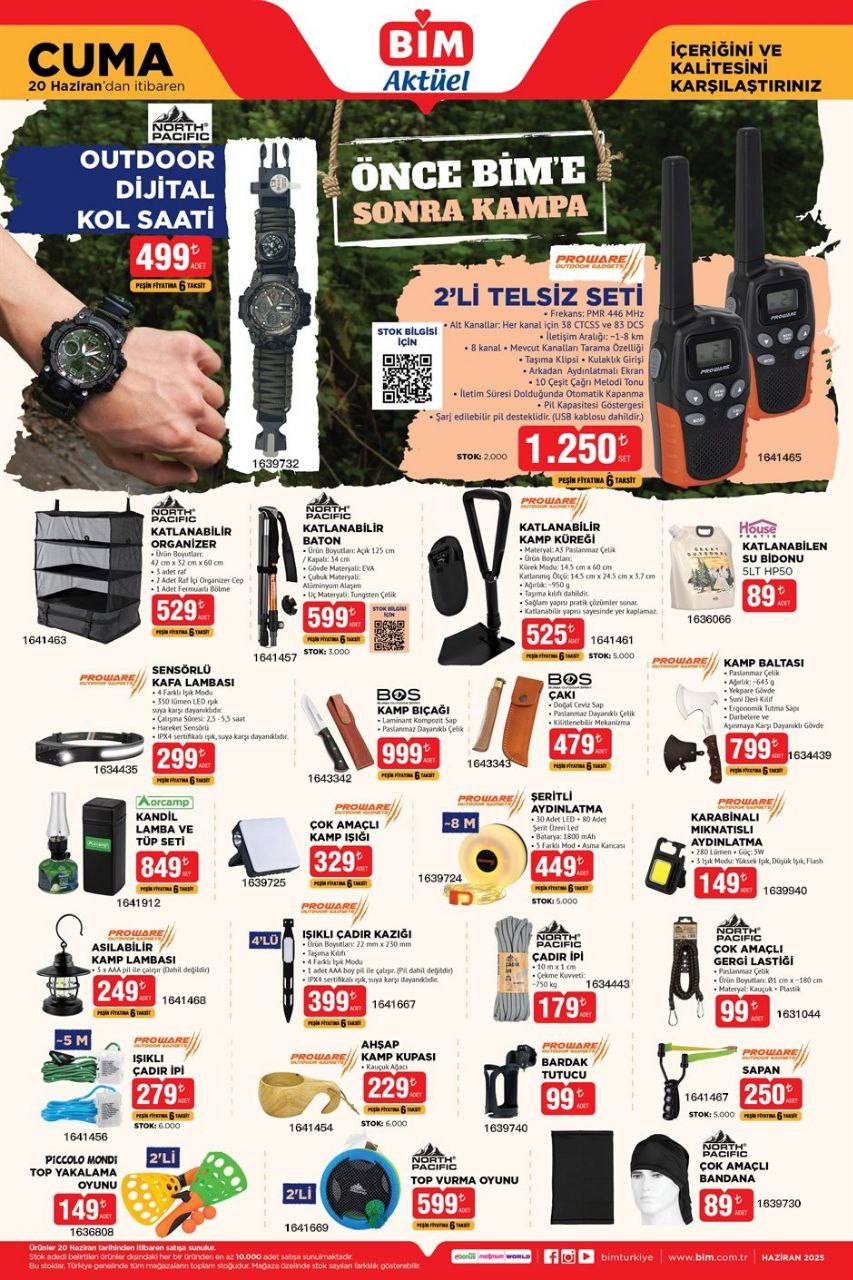 CUMA
20 Haziran'dan itibaren
BİM
Aktüel
İÇERİĞİNİ VE
KALİTESİNİ
KARŞILAŞTIRINIZ
NORTH®
PACIFIC
OUTDOOR
DİJİTAL
KOL SAATİ
499₺
ADET
PEŞİN FİYATINA 6 TAKSİT
1639732
ÖNCE BİM'E
SONRA KAMPA
PROWARE
OUTDOOR GADGETS
2'Lİ TELSİZ SETİ
• Frekans: PMR 446 MHz
• Alt Kanallar: Her kanal için 38 CTCSS ve 83 DCS
• İletişim Aralığı: ~1-8 km
• 8 kanal • Mevcut Kanalları Tarama Özelliği
• Taşıma Klipsi • Kulaklık Girişi
• Arkadan Aydınlatmalı Ekran
• 10 Çeşit Çağrı Melodi Tonu
• İletim Süresi Dolduğunda Otomatik Kapanma
• Pil Kapasitesi Göstergesi
• Şarj edilebilir pil desteklidir. (USB kablosu dahildir.)
STOK BİLGİSİ
İÇİN
STOK: 2.000
1.250₺
SET
PEŞİN FİYATINA 6 TAKSİT
1641465
PROWARE
NORTH®
PACIFIC
KATLANABİLİR
ORGANIZER
• Ürün Boyutları:
42 cm x 32 cm x 60 cm
• 3 adet raf
• 2 Adet Raf İçi Organizer Cep
• 1 Adet Fermuarlı Bölme
529₺
ADET
PEŞİN FİYATINA 6 TAKSİT
1641463
NORTH®
PACIFIC
KATLANABİLİR
BATON
• Ürün Boyutları: Açık 125 cm
/ Kapalı: 34 cm
• Gövde Materyali: EVA
• Çubuk Materyali:
Alüminyum Alaşım
• Uç Materyali: Tungsten Çelik
599₺
ADET
PEŞİN FİYATINA 6 TAKSİT
STOK BİLGİSİ
İÇİN
1641457
STOK: 3.000
PROWARE
OUTDOOR GADGETS
KATLANABİLİR
KAMP KÜREĞİ
• Materyal: A3 Paslanmaz Çelik
• Ürün Boyutları:
Kürek Modu: 14.5 cm x 60 cm
Katlanmış Ölçü: 14.5 cm x 24.5 cm x 3.7 cm
• Ağırlık: ~950 g
• Taşıma kılıfı dahildir.
• Sağlam yapısı pratik çözümler sunar.
• Katlanabilir yapısı sayesinde yer kaplamaz.
525₺
ADET
PEŞİN FİYATINA 6 TAKSİT
1641461
STOK: 5.000
House
PRATİK
KATLANABİLEN
SU BİDONU
5LT HP50
89₺
ADET
1636066
PROWARE
OUTDOOR GADGETS
SENSÖRLÜ
KAFA LAMBASI
• 4 Farklı Işık Modu
• 350 lümen LED ışık
suya karşı dayanıklıdır.
• Çalışma Süresi: 2,5 - 5,5 saat
• Hareket Sensörü
• IPX4 sertifikalı ışık, suya karşı dayanıklıdır.
299₺
ADET
PEŞİN FİYATINA 6 TAKSİT
1634435
BOS
KAMP BIÇAĞI
• Laminant Kompozit Sap
• Paslanmaz Dayanıklı Çelik
999₺
ADET
PEŞİN FİYATINA 6 TAKSİT
1643342
BOS
ÇAKI
• Doğal Ceviz Sap
• Paslanmaz Dayanıklı Çelik
• Kilitlenebilir Mekanizma
479₺
ADET
PEŞİN FİYATINA 6 TAKSİT
1643343
PROWARE
OUTDOOR GADGETS
KAMP BALTASI
• Paslanmaz Çelik
• Ağırlık: ~643 g
• Yekpare Gövde
• Suni Deri Kılıf
• Ergonomik Tutma Sapı
• Darbelere ve
Aşınmaya Karşı Dayanıklı Gövde
799₺
ADET
PEŞİN FİYATINA 6 TAKSİT
1634439
orcamp
KANDİL
LAMBA VE
TÜP SETİ
849₺
ADET
PEŞİN FİYATINA 6 TAKSİT
1641912
PROWARE
OUTDOOR GADGETS
ÇOK AMAÇLI
KAMP IŞIĞI
329₺
ADET
PEŞİN FİYATINA 6 TAKSİT
1639725
PROWARE
OUTDOOR GADGETS
~8 M
ŞERİTLİ
AYDINLATMA
• 30 Adet LED • 80 Adet
Şerit Üzeri Led
• Batarya: 1800 mAh
• 5 Farklı Mod • Asma Kancası
449₺
ADET
PEŞİN FİYATINA 6 TAKSİT
1639724
STOK: 5.000
PROWARE
OUTDOOR GADGETS
KARABİNALI
MIKNATISLI
AYDINLATMA
• 280 Lümen • Güç: 5W
• 3 Işık Modu: Yüksek Işık, Düşük Işık, Flash
149₺
ADET
1639940
PROWARE
OUTDOOR GADGETS
ASILABİLİR
KAMP LAMBASI
• 3 x AAA pil ile çalışır (Dahil değildir)
249₺
ADET
PEŞİN FİYATINA 6 TAKSİT
1641468
PROWARE
OUTDOOR GADGETS
4'LÜ
IŞIKLI ÇADIR KAZIĞI
• Ürün Boyutları: 22 mm x 230 mm
• Taşıma Kılıfı
• 4 Farklı Işık Modu
• 1 adet AAA boy pil ile çalışır. (Pil dahil değildir)
• IPX4 sertifikalı ışık, suya karşı dayanıklıdır.
399₺
ADET
PEŞİN FİYATINA 6 TAKSİT
1641667
NORTH®
PACIFIC
ÇADIR İPİ
• 10 m x 1 cm
• Çekme Kuvveti:
~750 kg
179₺
ADET
1634443
NORTH®
PACIFIC
ÇOK AMAÇLI
GERGİ LASTİĞİ
• Paslanmaz Çelik
• Ürün Boyutları: Ø1 cm x ~180 cm
• Materyal: Kauçuk • Plastik
99₺
ADET
1631044
~5 M
PROWARE
OUTDOOR GADGETS
IŞIKLI
ÇADIR İPİ
279₺
ADET
PEŞİN FİYATINA 6 TAKSİT
1641456
STOK: 6.000
PROWARE
OUTDOOR GADGETS
AHŞAP
KAMP KUPASI
• Kauçuk Ağacı
229₺
ADET
PEŞİN FİYATINA 6 TAKSİT
1641454
STOK: 6.000
PROWARE
OUTDOOR GADGETS
BARDAK
TUTUCU
99₺
ADET
1639740
PROWARE
OUTDOOR GADGETS
SAPAN
250₺
ADET
PEŞİN FİYATINA 6 TAKSİT
1641467
STOK: 5.000
PICCOLO MONDI
TOP YAKALAMA
OYUNU
2'Lİ
149₺
ADET
1636808
2'Lİ
NORTH®
PACIFIC
TOP VURMA OYUNU
599₺
ADET
PEŞİN FİYATINA 6 TAKSİT
1641669
NORTH®
PACIFIC
ÇOK AMAÇLI
BANDANA
89₺
ADET
1639730
Ürünler 20 Haziran tarihinden itibaren satışa sunulur.
Stok adedi belirtilen ürünler dışındaki her bir üründen en az 10.000 adet satışa sunulmaktadır.
Bu stoklar, Türkiye genelinde tüm mağazaların toplam stoğudur. Mağaza özelinde stok sayıları farklılık gösterebilir.
ebonus maximum WORLD
bimturkiye
www.bim.com.tr
HAZİRAN 2025